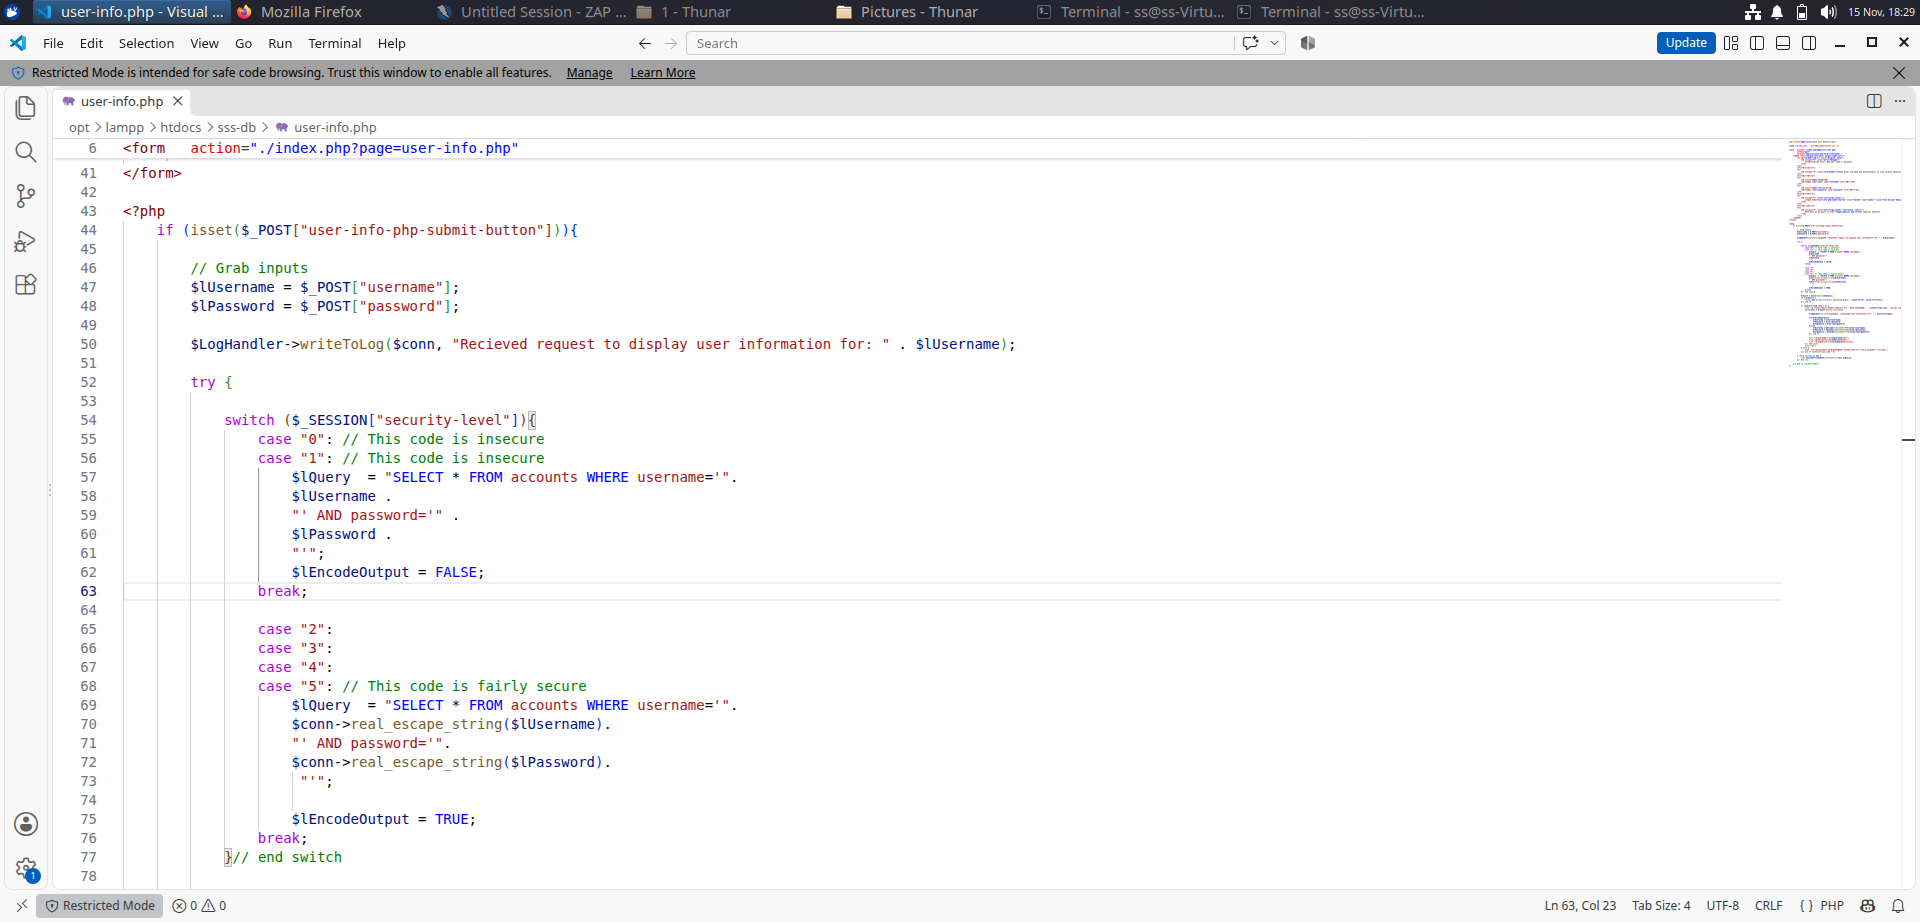 user-info.php - Visual ...
Mozilla Firefox
Untitled Session - ZAP ...
1 - Thunar
Pictures - Thunar
Terminal - ss@ss-Virtu...
Terminal - ss@ss-Virtu...
15 Nov, 18:29
File Edit Selection View Go Run Terminal Help
Search
Update
Restricted Mode is intended for safe code browsing. Trust this window to enable all features. Manage Learn More
user-info.php
opt > lampp > htdocs > sss-db > user-info.php
6 <form   action="./index.php?page=user-info.php"
41 </form>
42
43 <?php
44     if (isset($_POST["user-info-php-submit-button"])){
45
46         // Grab inputs
47         $lUsername = $_POST["username"];
48         $lPassword = $_POST["password"];
49
50         $LogHandler->writeToLog($conn, "Recieved request to display user information for: " . $lUsername);
51
52         try {
53
54             switch ($_SESSION["security-level"]){
55                 case "0": // This code is insecure
56                 case "1": // This code is insecure
57                     $lQuery  = "SELECT * FROM accounts WHERE username='".
58                     $lUsername .
59                     "' AND password='" .
60                     $lPassword .
61                     "'";
62                     $lEncodeOutput = FALSE;
63                 break;
64
65                 case "2":
66                 case "3":
67                 case "4":
68                 case "5": // This code is fairly secure
69                     $lQuery  = "SELECT * FROM accounts WHERE username='".
70                     $conn->real_escape_string($lUsername).
71                     "' AND password='".
72                     $conn->real_escape_string($lPassword).
73                      "'";
74
75                     $lEncodeOutput = TRUE;
76                 break;
77             }// end switch
78
1
Restricted Mode 0 0
Ln 63, Col 23 Tab Size: 4 UTF-8 CRLF { } PHP